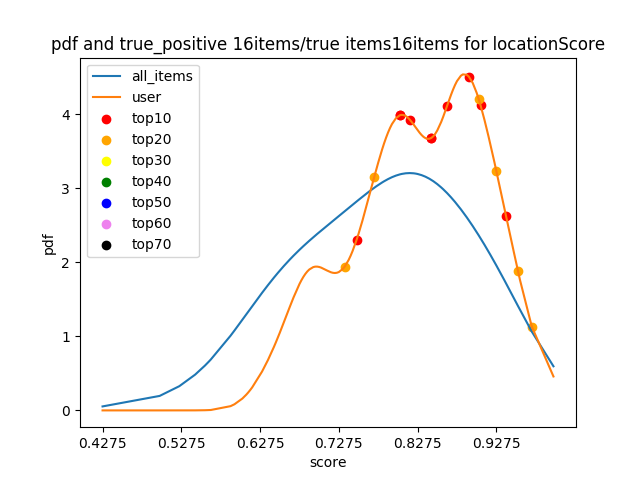 pdf and true_positive 16items/true items16items for locationScore
all_items
user
top10
top20
top30
top40
top50
top60
top70
pdf
4
3
2
1
0
0.4275 0.5275 0.6275 0.7275 0.8275 0.9275
score